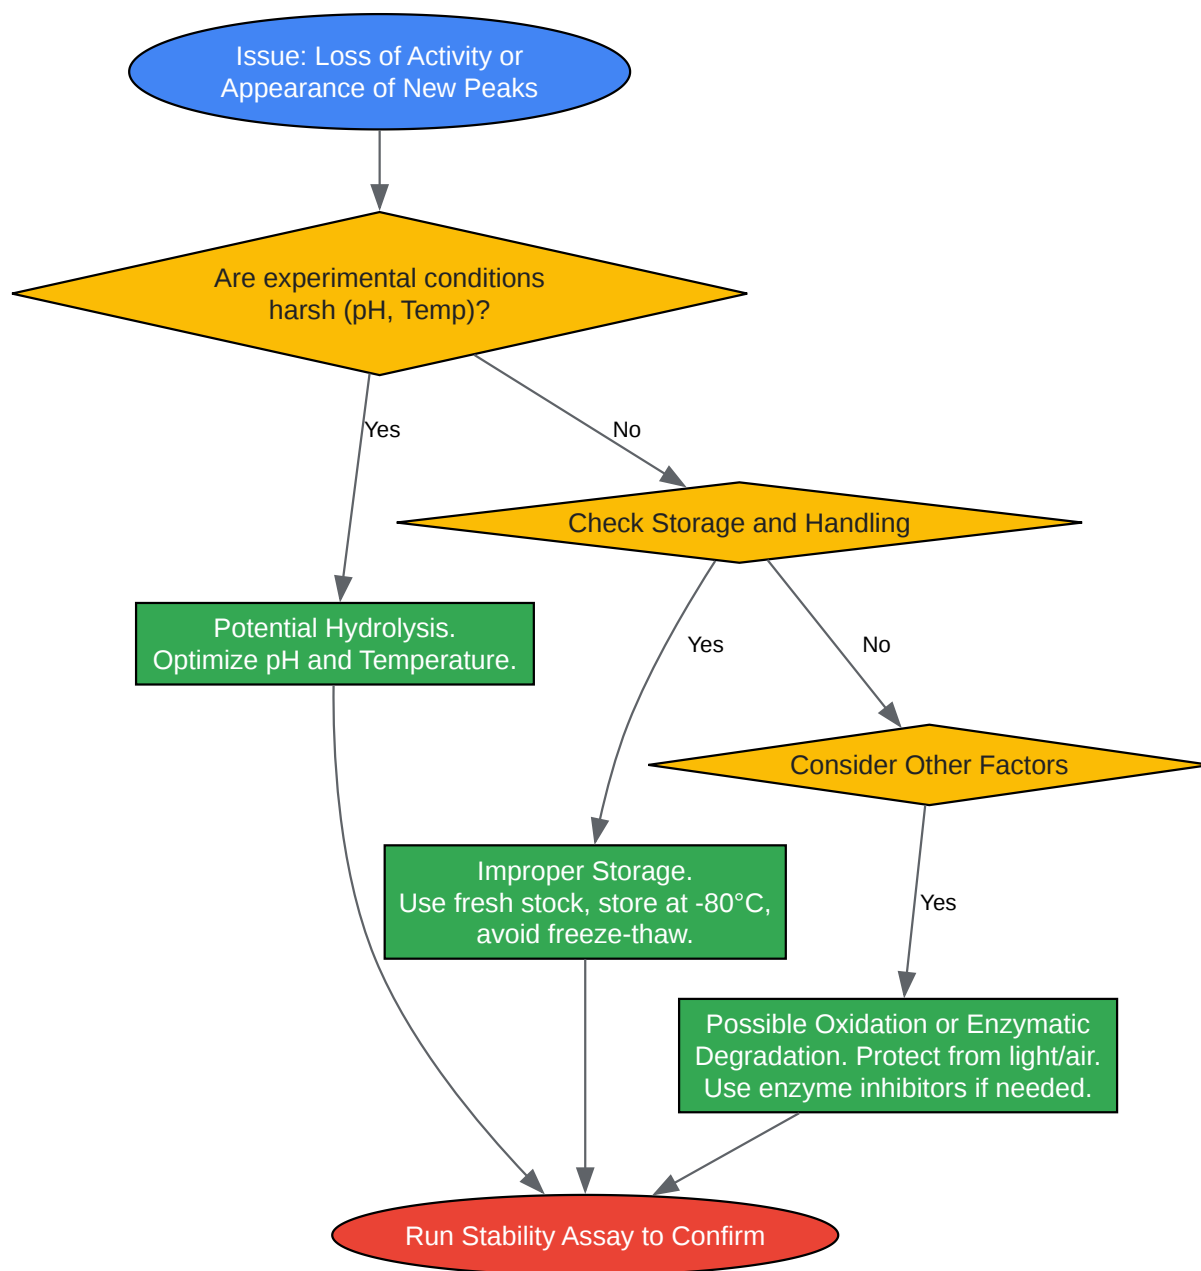 Issue: Loss of Activity or
Appearance of New Peaks
Are experimental conditions
harsh (pH, Temp)?
Yes
No
Check Storage and Handling
Potential Hydrolysis.
Optimize pH and Temperature.
Yes
No
Consider Other Factors
Improper Storage.
Use fresh stock, store at -80°C,
avoid freeze-thaw.
Yes
Possible Oxidation or Enzymatic
Degradation. Protect from light/air.
Use enzyme inhibitors if needed.
Run Stability Assay to Confirm